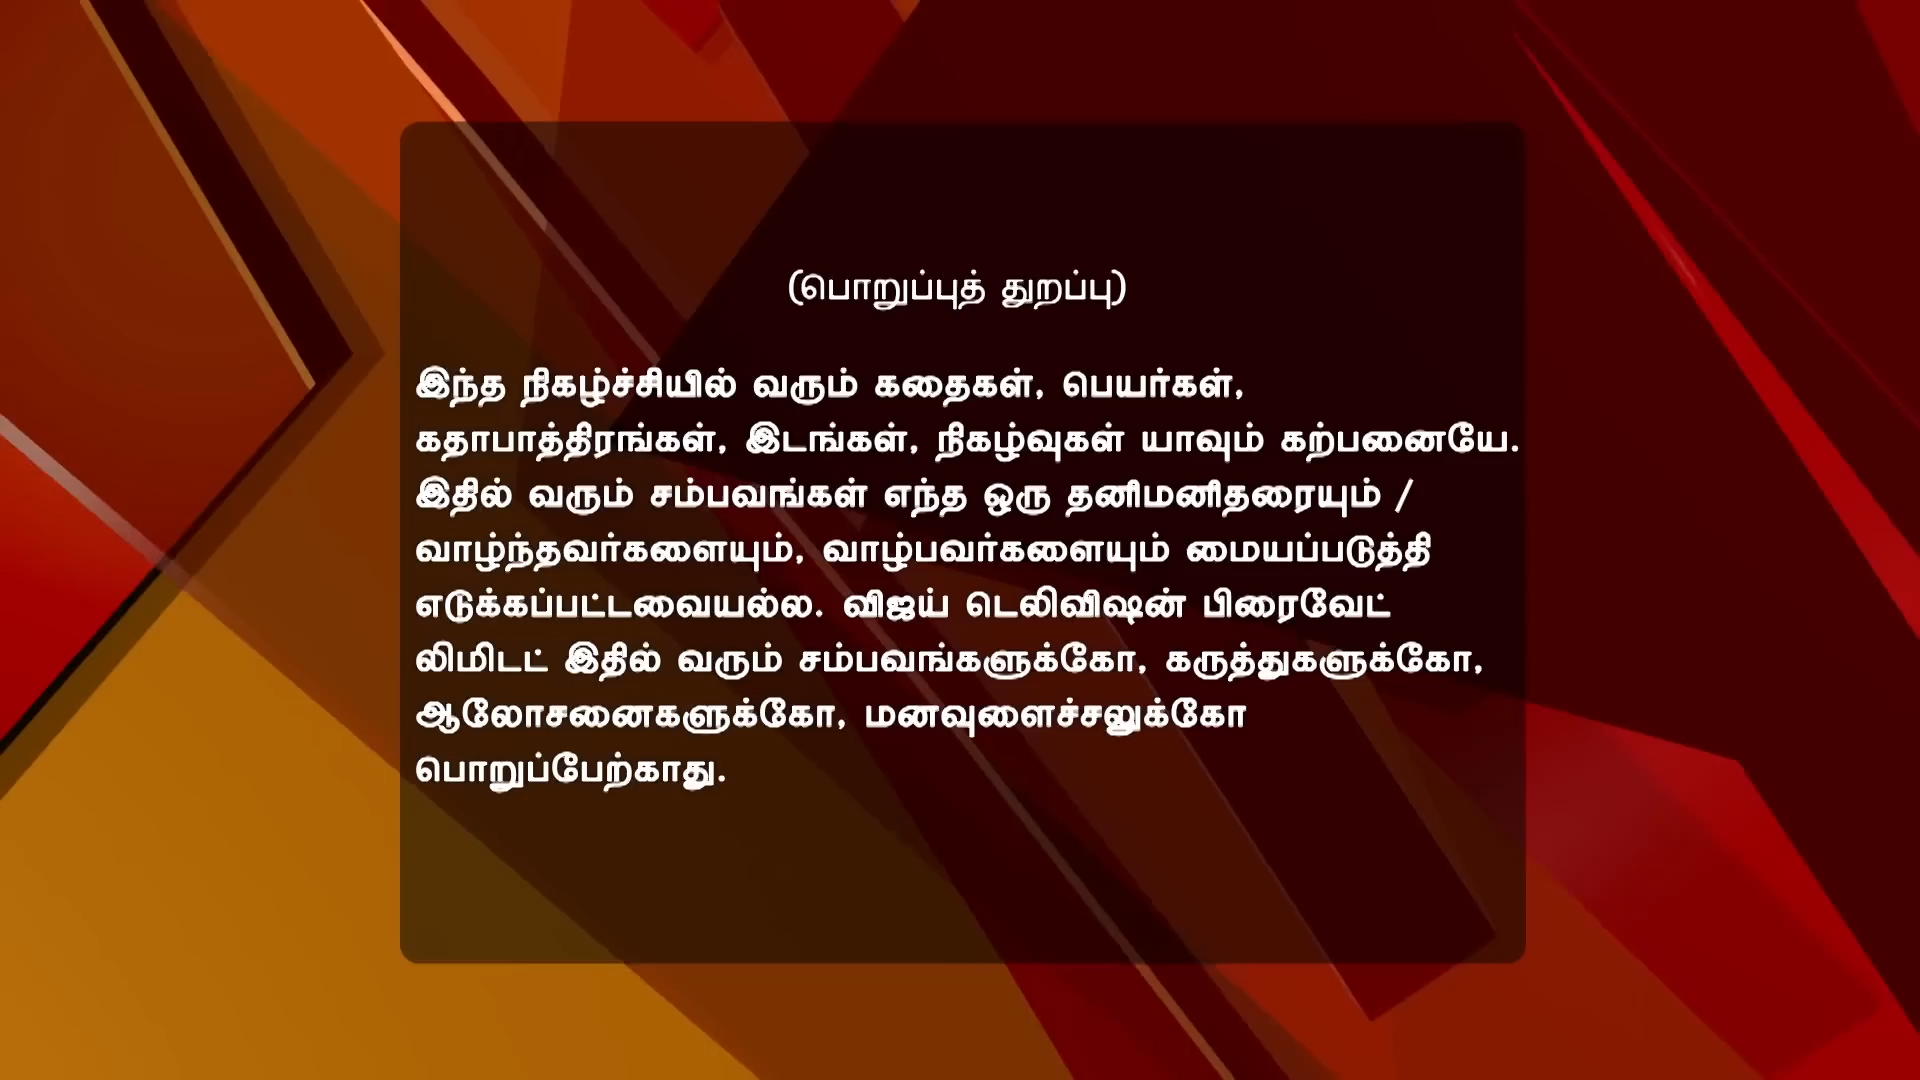 (பொறுப்புத் துறப்பு)
இந்த நிகழ்ச்சியில் வரும் கதைகள், பெயர்கள்,
கதாபாத்திரங்கள், இடங்கள், நிகழ்வுகள் யாவும் கற்பனையே.
இதில் வரும் சம்பவங்கள் எந்த ஒரு தனிமனிதரையும் /
வாழ்ந்தவர்களையும், வாழ்பவர்களையும் மையப்படுத்தி
எடுக்கப்பட்டவையல்ல. விஜய் டெலிவிஷன் பிரைவேட்
லிமிடட் இதில் வரும் சம்பவங்களுக்கோ, கருத்துகளுக்கோ,
ஆலோசனைகளுக்கோ, மனவுளைச்சலுக்கோ
பொறுப்பேற்காது.